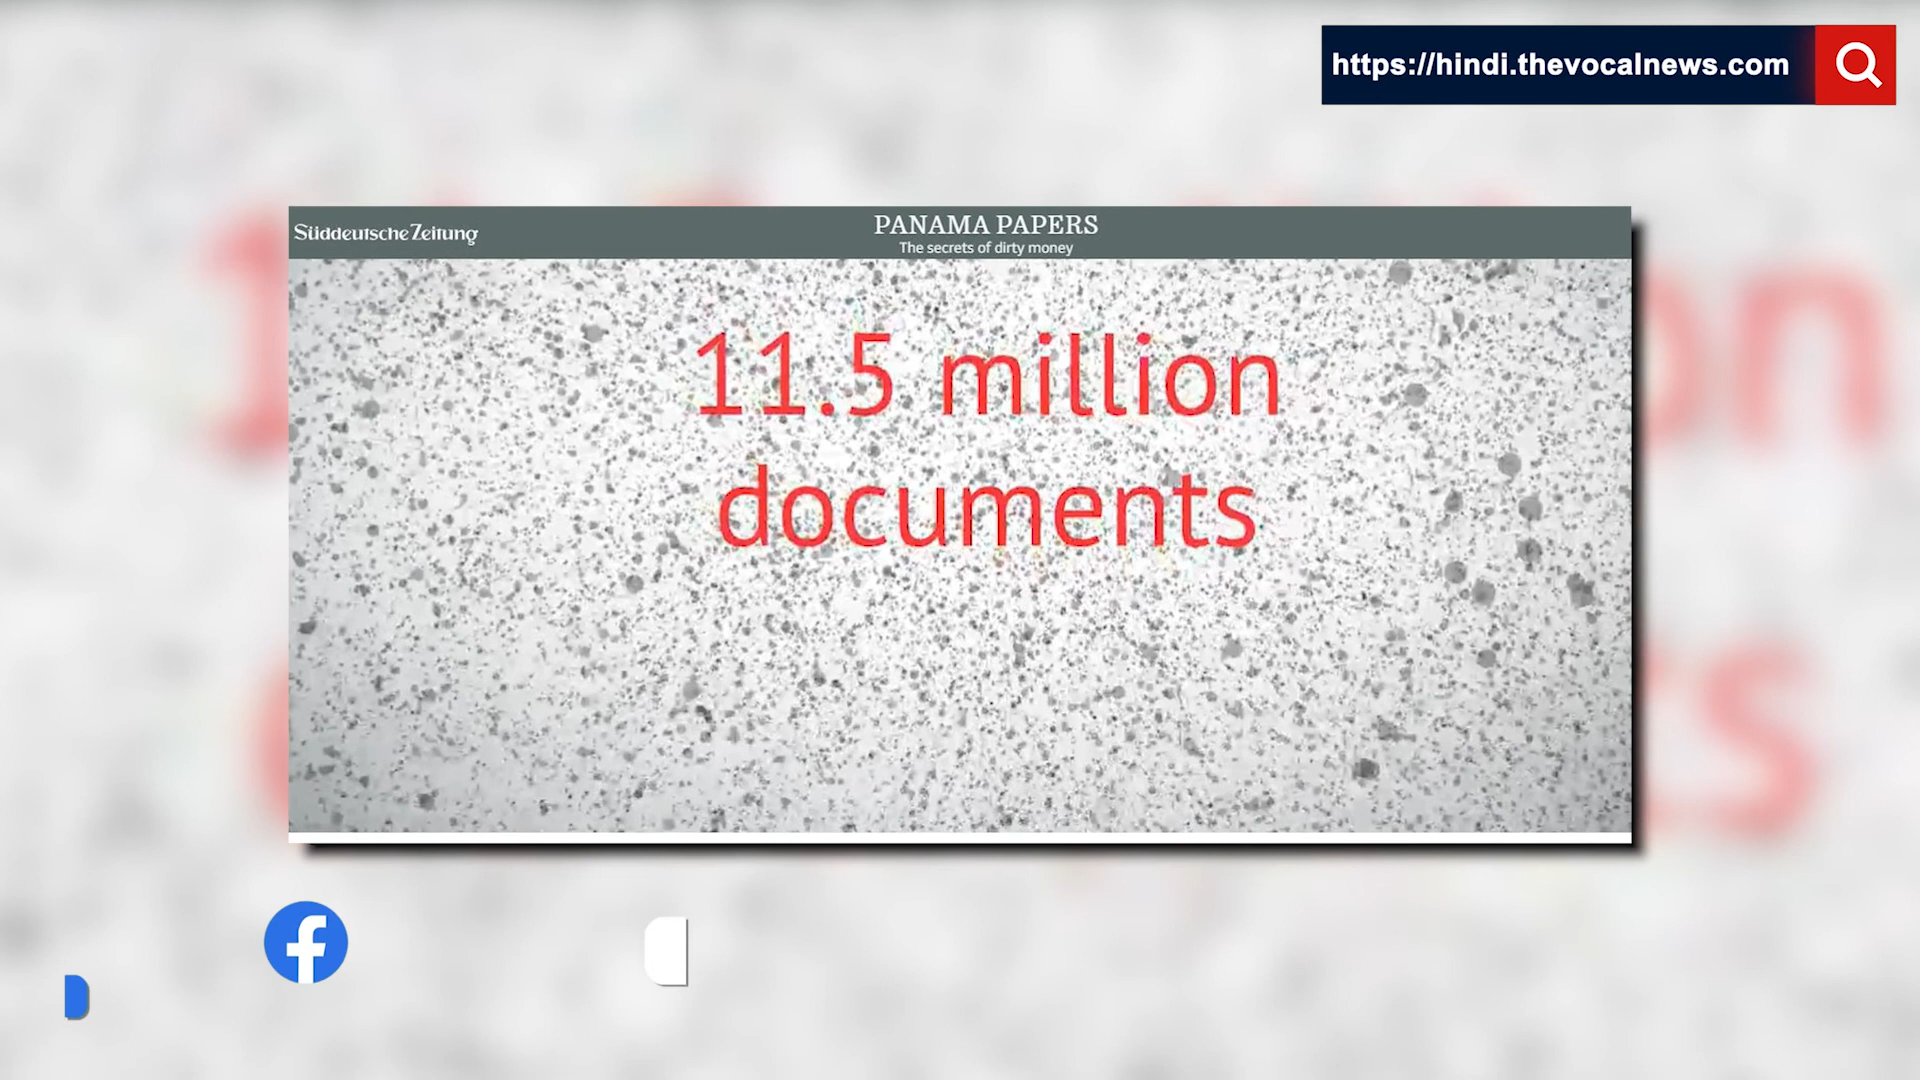 https://hindi.thevocalnews.com
Süddeutsche Zeitung
PANAMA PAPERS
The secrets of dirty money
11.5 million
documents